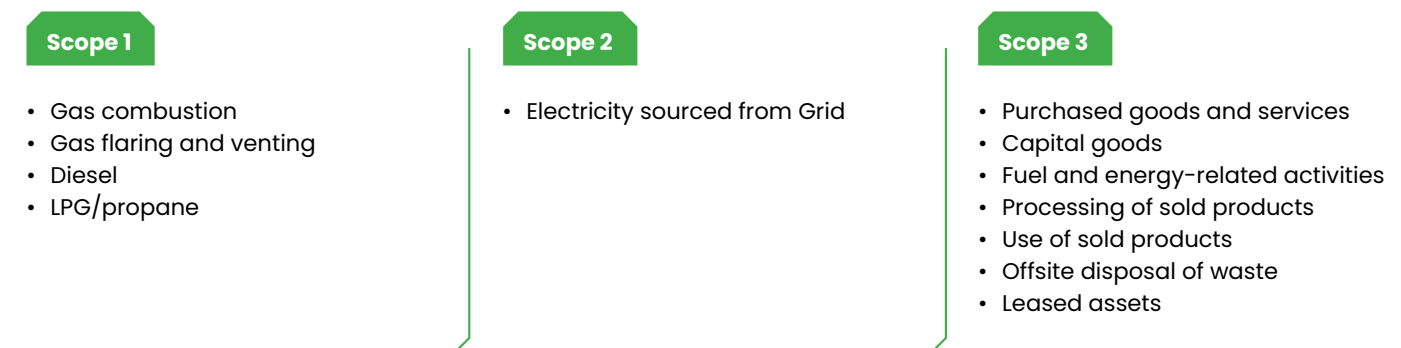 Scope 1
• Gas combustion
• Gas flaring and venting
• Diesel
• LPG/propane
Scope 2
• Electricity sourced from Grid
Scope 3
• Purchased goods and services
• Capital goods
• Fuel and energy-related activities
• Processing of sold products
• Use of sold products
• Offsite disposal of waste
• Leased assets